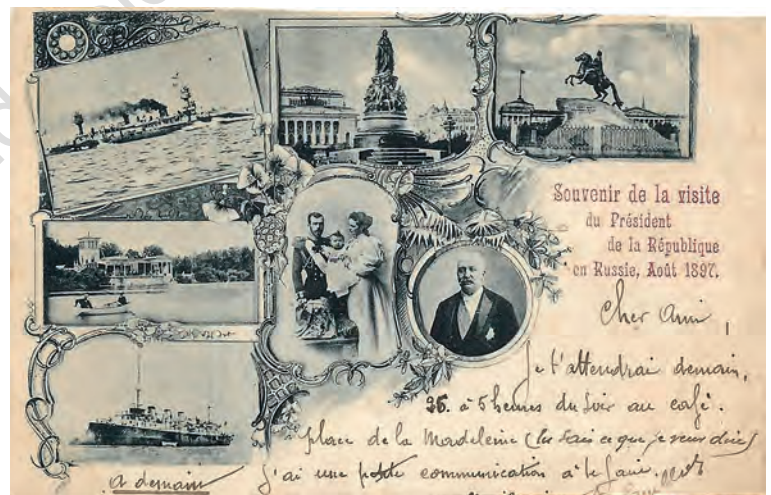 Souvenir de la visite
du Président
de la République
en Russie, Août 1897.
Cher Ami,
Je t'attendrai demain,
à 5 heures du soir au café.
place de la Madeleine (tu sais ce que je veux dire)
J'ai une petite communication à te faire.
A demain